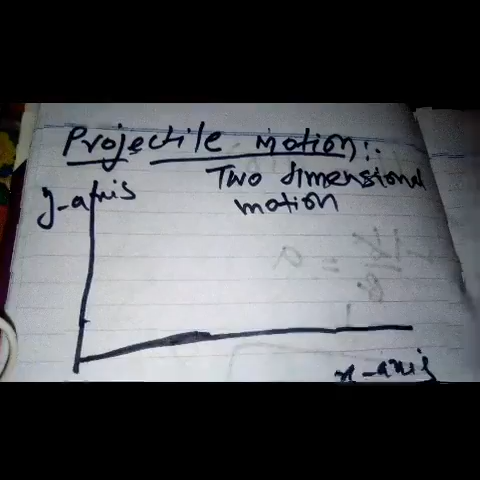 Projectile motion:.
Two dimensional
motion
y-axis
x-axis